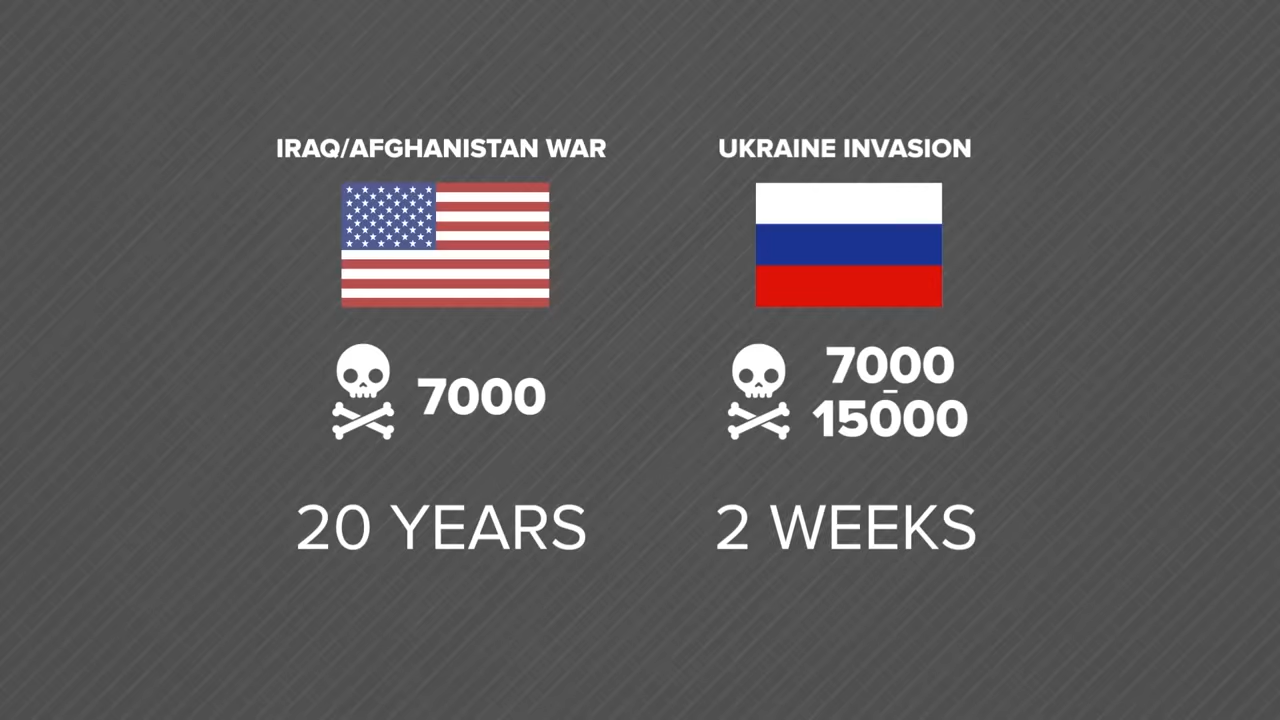 IRAQ/AFGHANISTAN WAR
7000
20 YEARS
UKRAINE INVASION
7000
–
15000
2 WEEKS